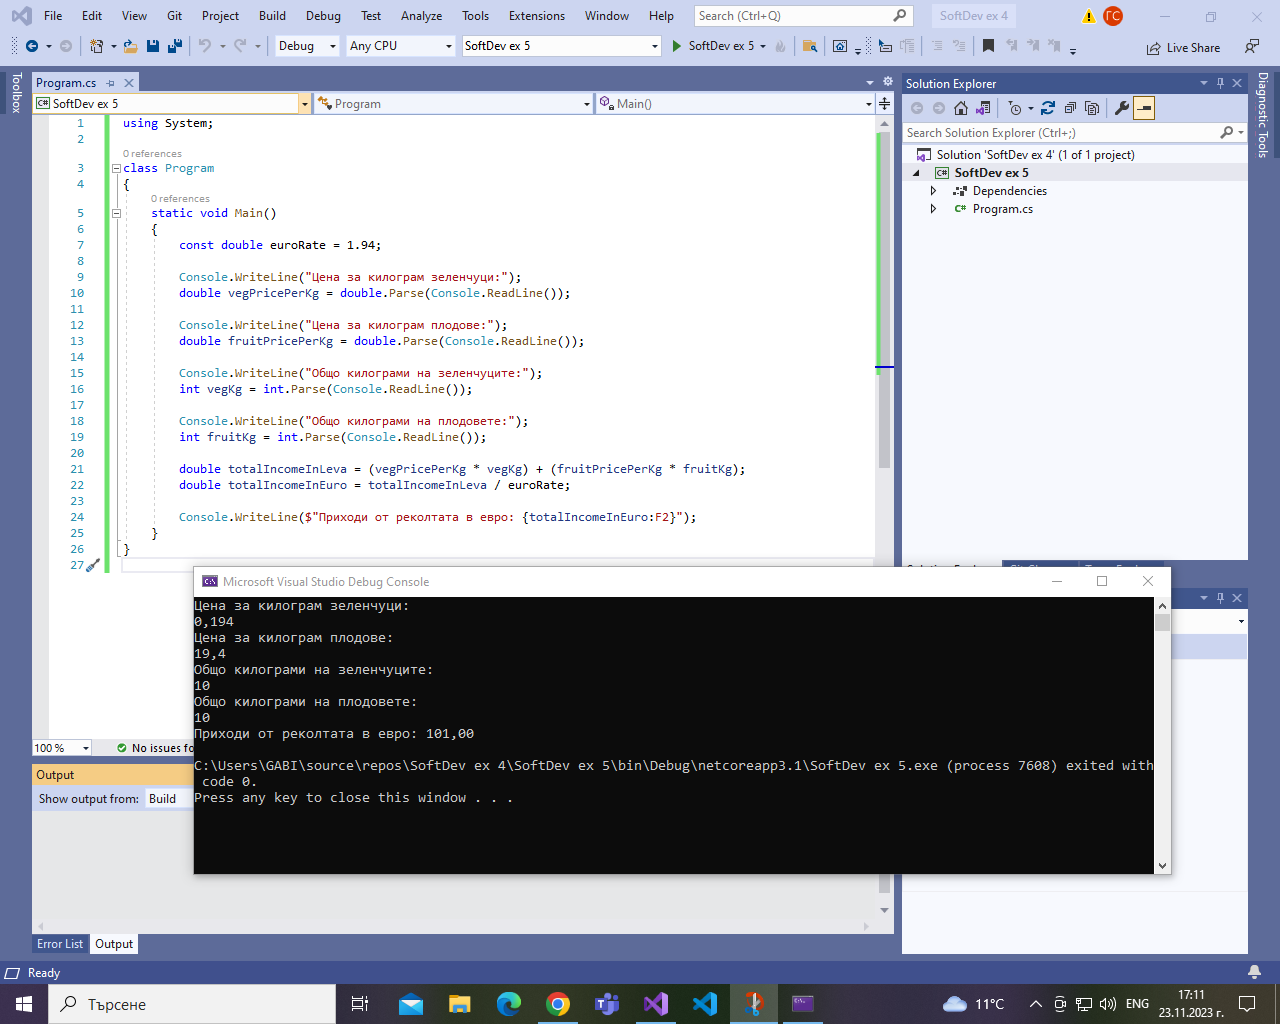 File Edit View Git Project Build Debug Test Analyze Tools Extensions Window Help Search (Ctrl+Q) SoftDev ex 4 ГС
Debug Any CPU SoftDev ex 5 SoftDev ex 5 Live Share
Toolbox
Program.cs
SoftDev ex 5 Program Main()
1 using System;
2
0 references
3 class Program
4 {
0 references
5 static void Main()
6 {
7 const double euroRate = 1.94;
8
9 Console.WriteLine("Цена за килограм зеленчуци:");
10 double vegPricePerKg = double.Parse(Console.ReadLine());
11
12 Console.WriteLine("Цена за килограм плодове:");
13 double fruitPricePerKg = double.Parse(Console.ReadLine());
14
15 Console.WriteLine("Общо килограми на зеленчуците:");
16 int vegKg = int.Parse(Console.ReadLine());
17
18 Console.WriteLine("Общо килограми на плодовете:");
19 int fruitKg = int.Parse(Console.ReadLine());
20
21 double totalIncomeInLeva = (vegPricePerKg * vegKg) + (fruitPricePerKg * fruitKg);
22 double totalIncomeInEuro = totalIncomeInLeva / euroRate;
23
24 Console.WriteLine($"Приходи от реколтата в евро: {totalIncomeInEuro:F2}");
25 }
26 }
27
Solution Explorer
Search Solution Explorer (Ctrl+;)
Solution 'SoftDev ex 4' (1 of 1 project)
SoftDev ex 5
Dependencies
Program.cs
Diagnostic Tools
Microsoft Visual Studio Debug Console
Цена за килограм зеленчуци:
0,194
Цена за килограм плодове:
19,4
Общо килограми на зеленчуците:
10
Общо килограми на плодовете:
10
Приходи от реколтата в евро: 101,00
C:\Users\GABI\source\repos\SoftDev ex 4\SoftDev ex 5\bin\Debug\netcoreapp3.1\SoftDev ex 5.exe (process 7608) exited with
code 0.
Press any key to close this window . . .
100 % No issues fo
Output
Show output from: Build
Error List Output
Ready
Търсене 11°C ENG 17:11
23.11.2023 г.